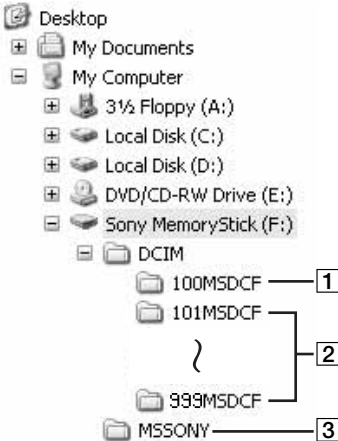 Desktop
My Documents
My Computer
3½ Floppy (A:)
Local Disk (C:)
Local Disk (D:)
DVD/CD-RW Drive (E:)
Sony MemoryStick (F:)
DCIM
100MSDCF 1
101MSDCF
2
999MSDCF
MSSONY 3